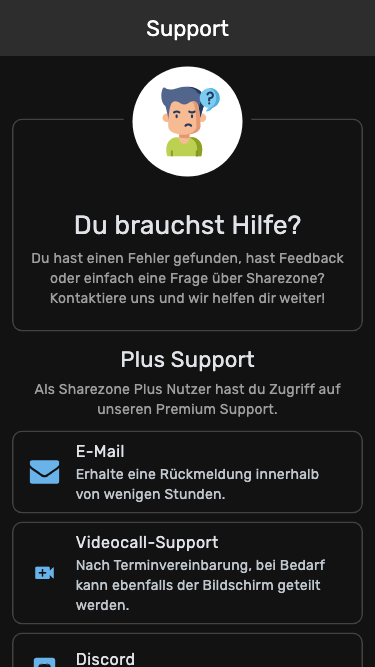 Support
?
Du brauchst Hilfe?
Du hast einen Fehler gefunden, hast Feedback
oder einfach eine Frage über Sharezone?
Kontaktiere uns und wir helfen dir weiter!
Plus Support
Als Sharezone Plus Nutzer hast du Zugriff auf
unseren Premium Support.
E-Mail
Erhalte eine Rückmeldung innerhalb
von wenigen Stunden.
Videocall-Support
Nach Terminvereinbarung, bei Bedarf
kann ebenfalls der Bildschirm geteilt
werden.
Discord